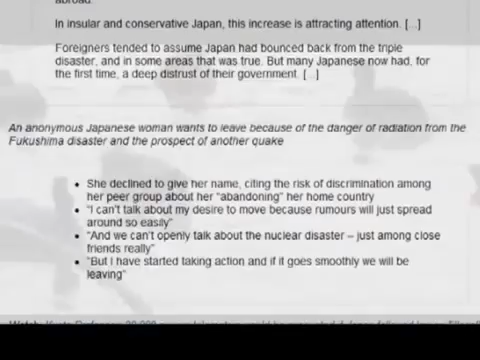 abroad.
In insular and conservative Japan, this increase is attracting attention. [...]
Foreigners tended to assume Japan had bounced back from the triple
disaster, and in some areas that was true. But many Japanese now had, for
the first time, a deep distrust of their government. [...]
An anonymous Japanese woman wants to leave because of the danger of radiation from the
Fukushima disaster and the prospect of another quake
• She declined to give her name, citing the risk of discrimination among
her peer group about her “abandoning” her home country
• “I can’t talk about my desire to move because rumours will just spread
around so easily”
• “And we can’t openly talk about the nuclear disaster – just among close
friends really”
• “But I have started taking action and if it goes smoothly we will be
leaving”